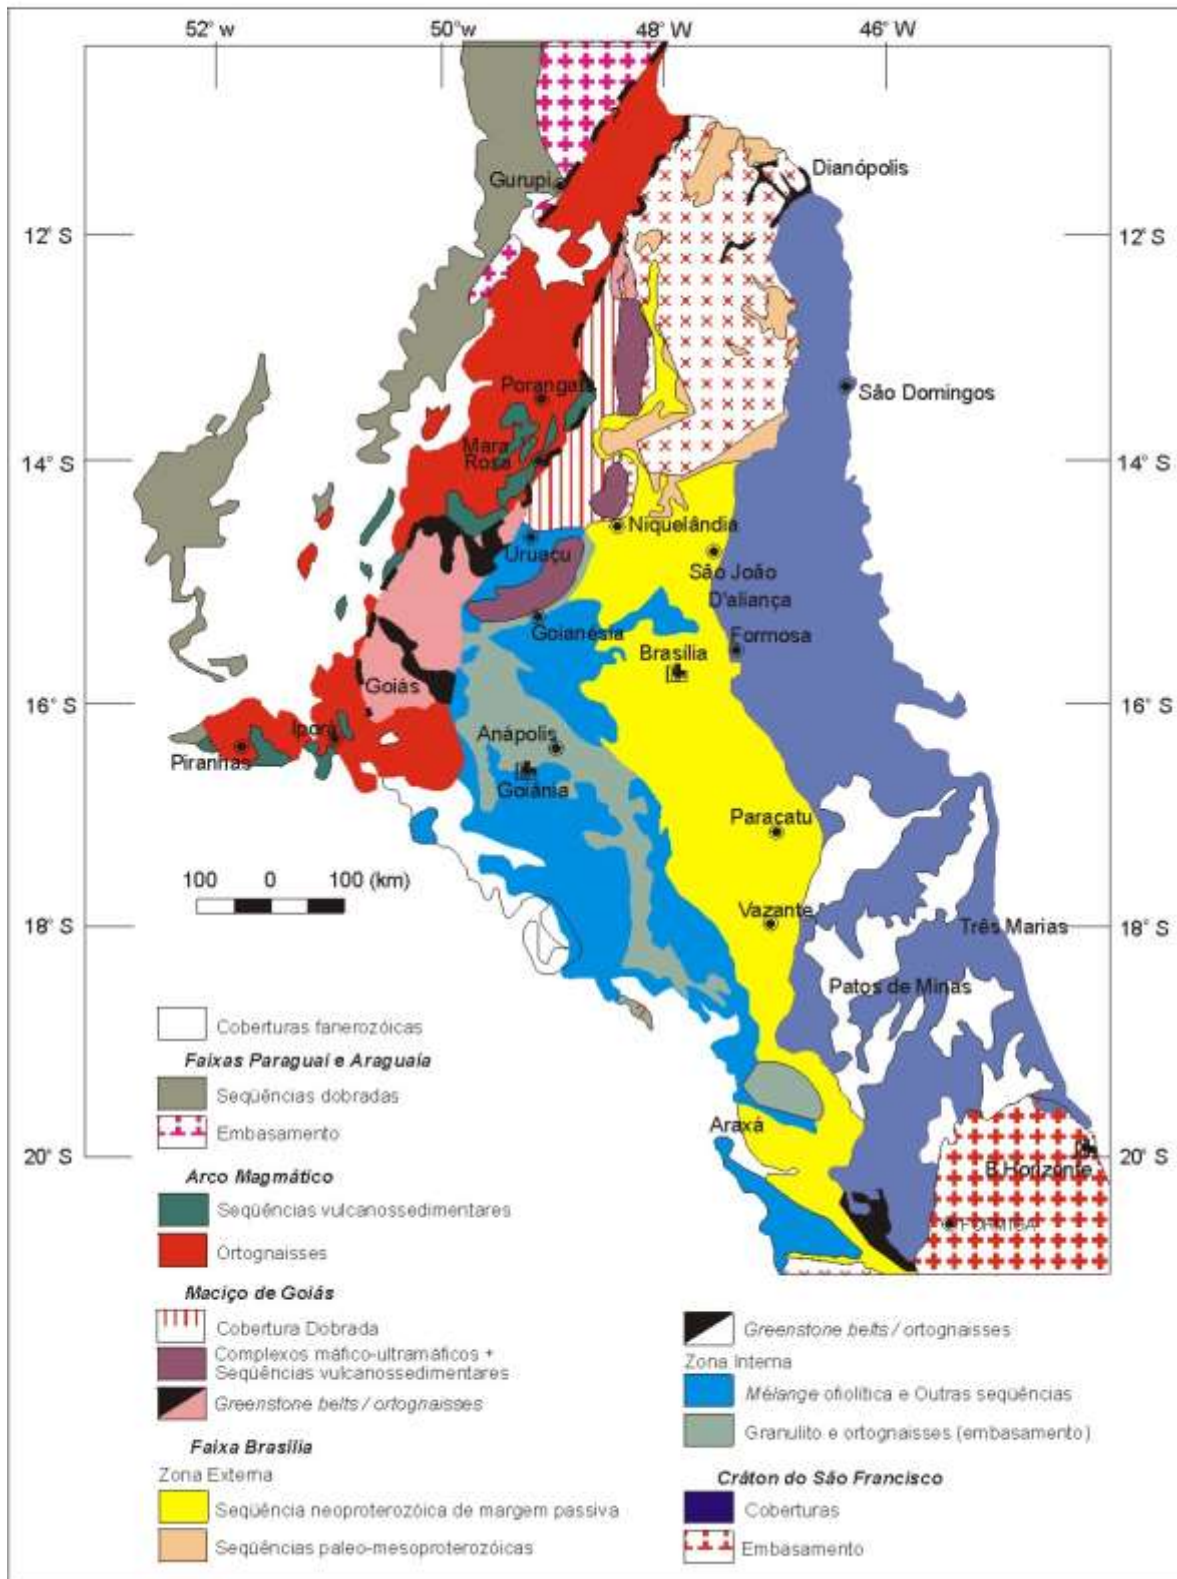 52° w 50°w 48° W 46° W
Gurupi
Dianópolis
12° S 12° S
Porangatu
São Domingos
Mara
Rosa
14° S 14° S
Niquelândia
Uruaçu
São João
D'aliança
Goianésia
Formosa
Brasília
Goiás
16° S 16° S
Iporá
Anápolis
Piranhas
Goiânia
Paracatu
100 0 100 (km)
Vazante
18° S 18° S
Três Marias
Patos de Minas
Araxá
20° S 20° S
B.Horizonte
FORMIGA
Coberturas fanerozóicas
Faixas Paraguai e Araguaia
Seqüências dobradas
Embasamento
Arco Magmático
Seqüências vulcanossedimentares
Ortognaisses
Maciço de Goiás
Cobertura Dobrada
Complexos máfico-ultramáficos +
Seqüências vulcanossedimentares
Greenstone belts / ortognaisses
Faixa Brasília
Zona Externa
Seqüência neoproterozóica de margem passiva
Seqüências paleo-mesoproterozóicas
Greenstone belts / ortognaisses
Zona Interna
Mélange ofiolítica e Outras seqüências
Granulito e ortognaisses (embasamento)
Cráton do São Francisco
Coberturas
Embasamento